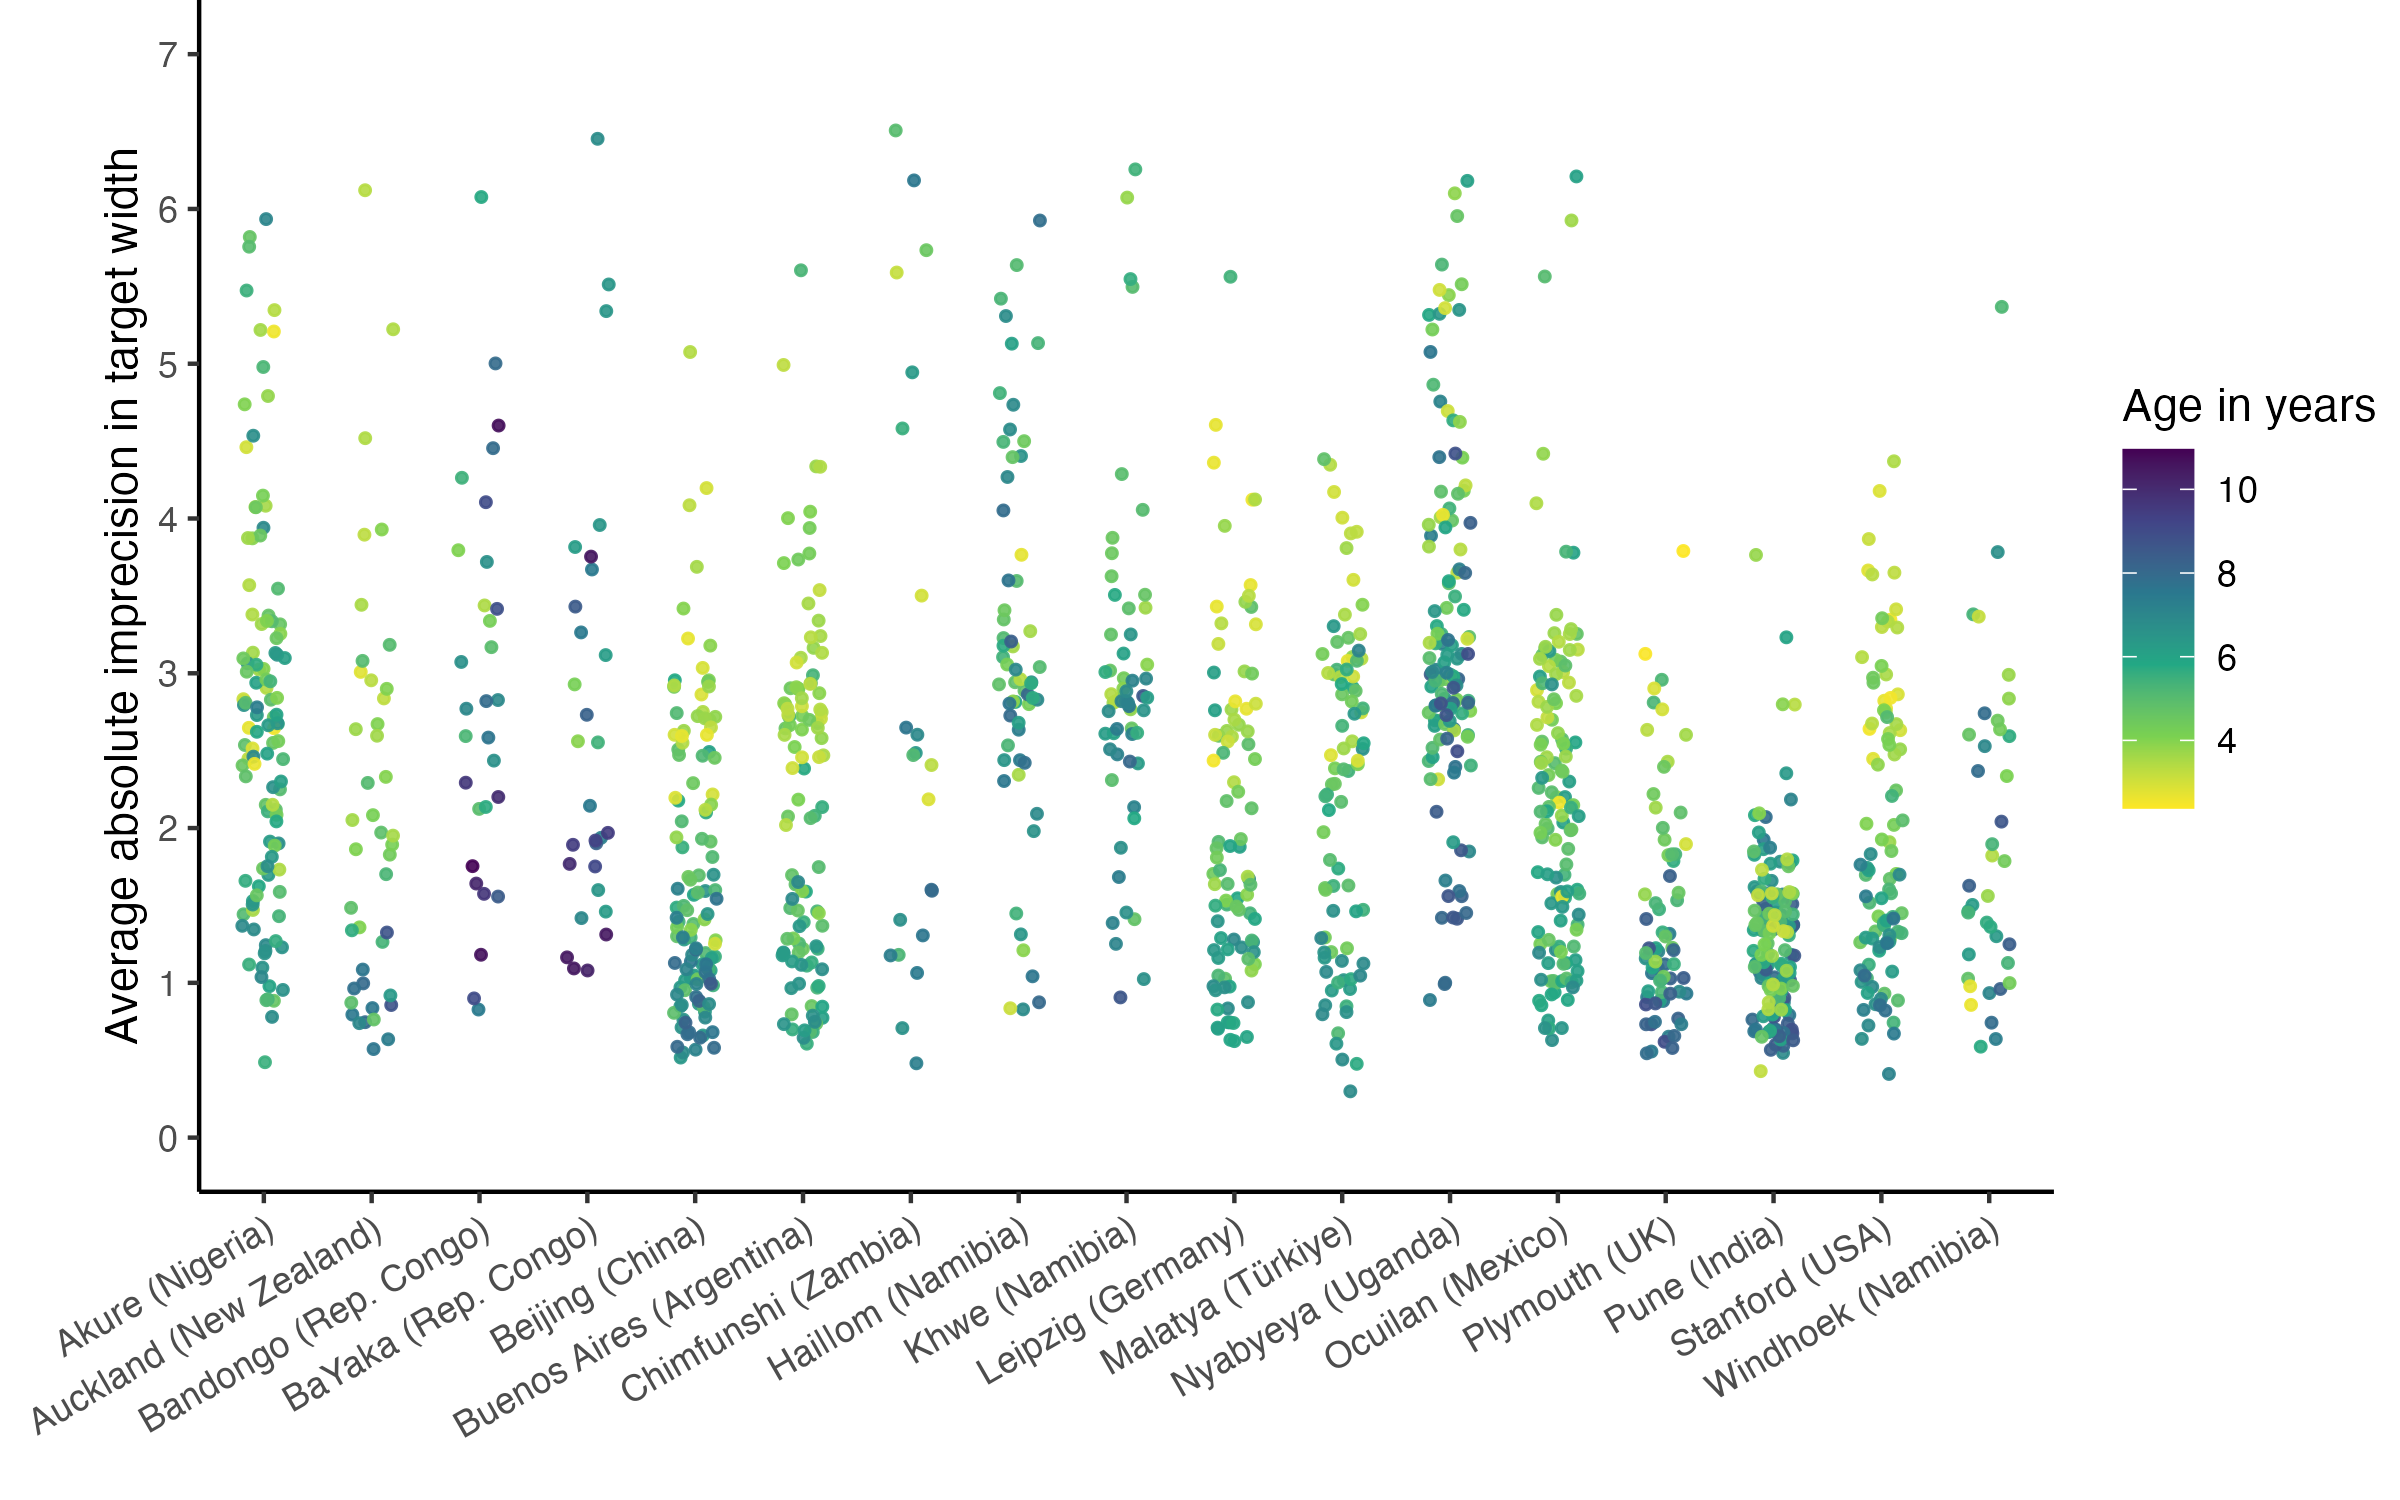 Average absolute imprecision in target width
7
6
5
4
3
2
1
0
Akure (Nigeria)
Auckland (New Zealand)
Bandongo (Rep. Congo)
BaYaka (Rep. Congo)
Beijing (China)
Buenos Aires (Argentina)
Chimfunshi (Zambia)
Haillom (Namibia)
Khwe (Namibia)
Leipzig (Germany)
Malatya (Türkiye)
Nyabyeya (Uganda)
Ocuilan (Mexico)
Plymouth (UK)
Pune (India)
Stanford (USA)
Windhoek (Namibia)
Age in years
10
8
6
4